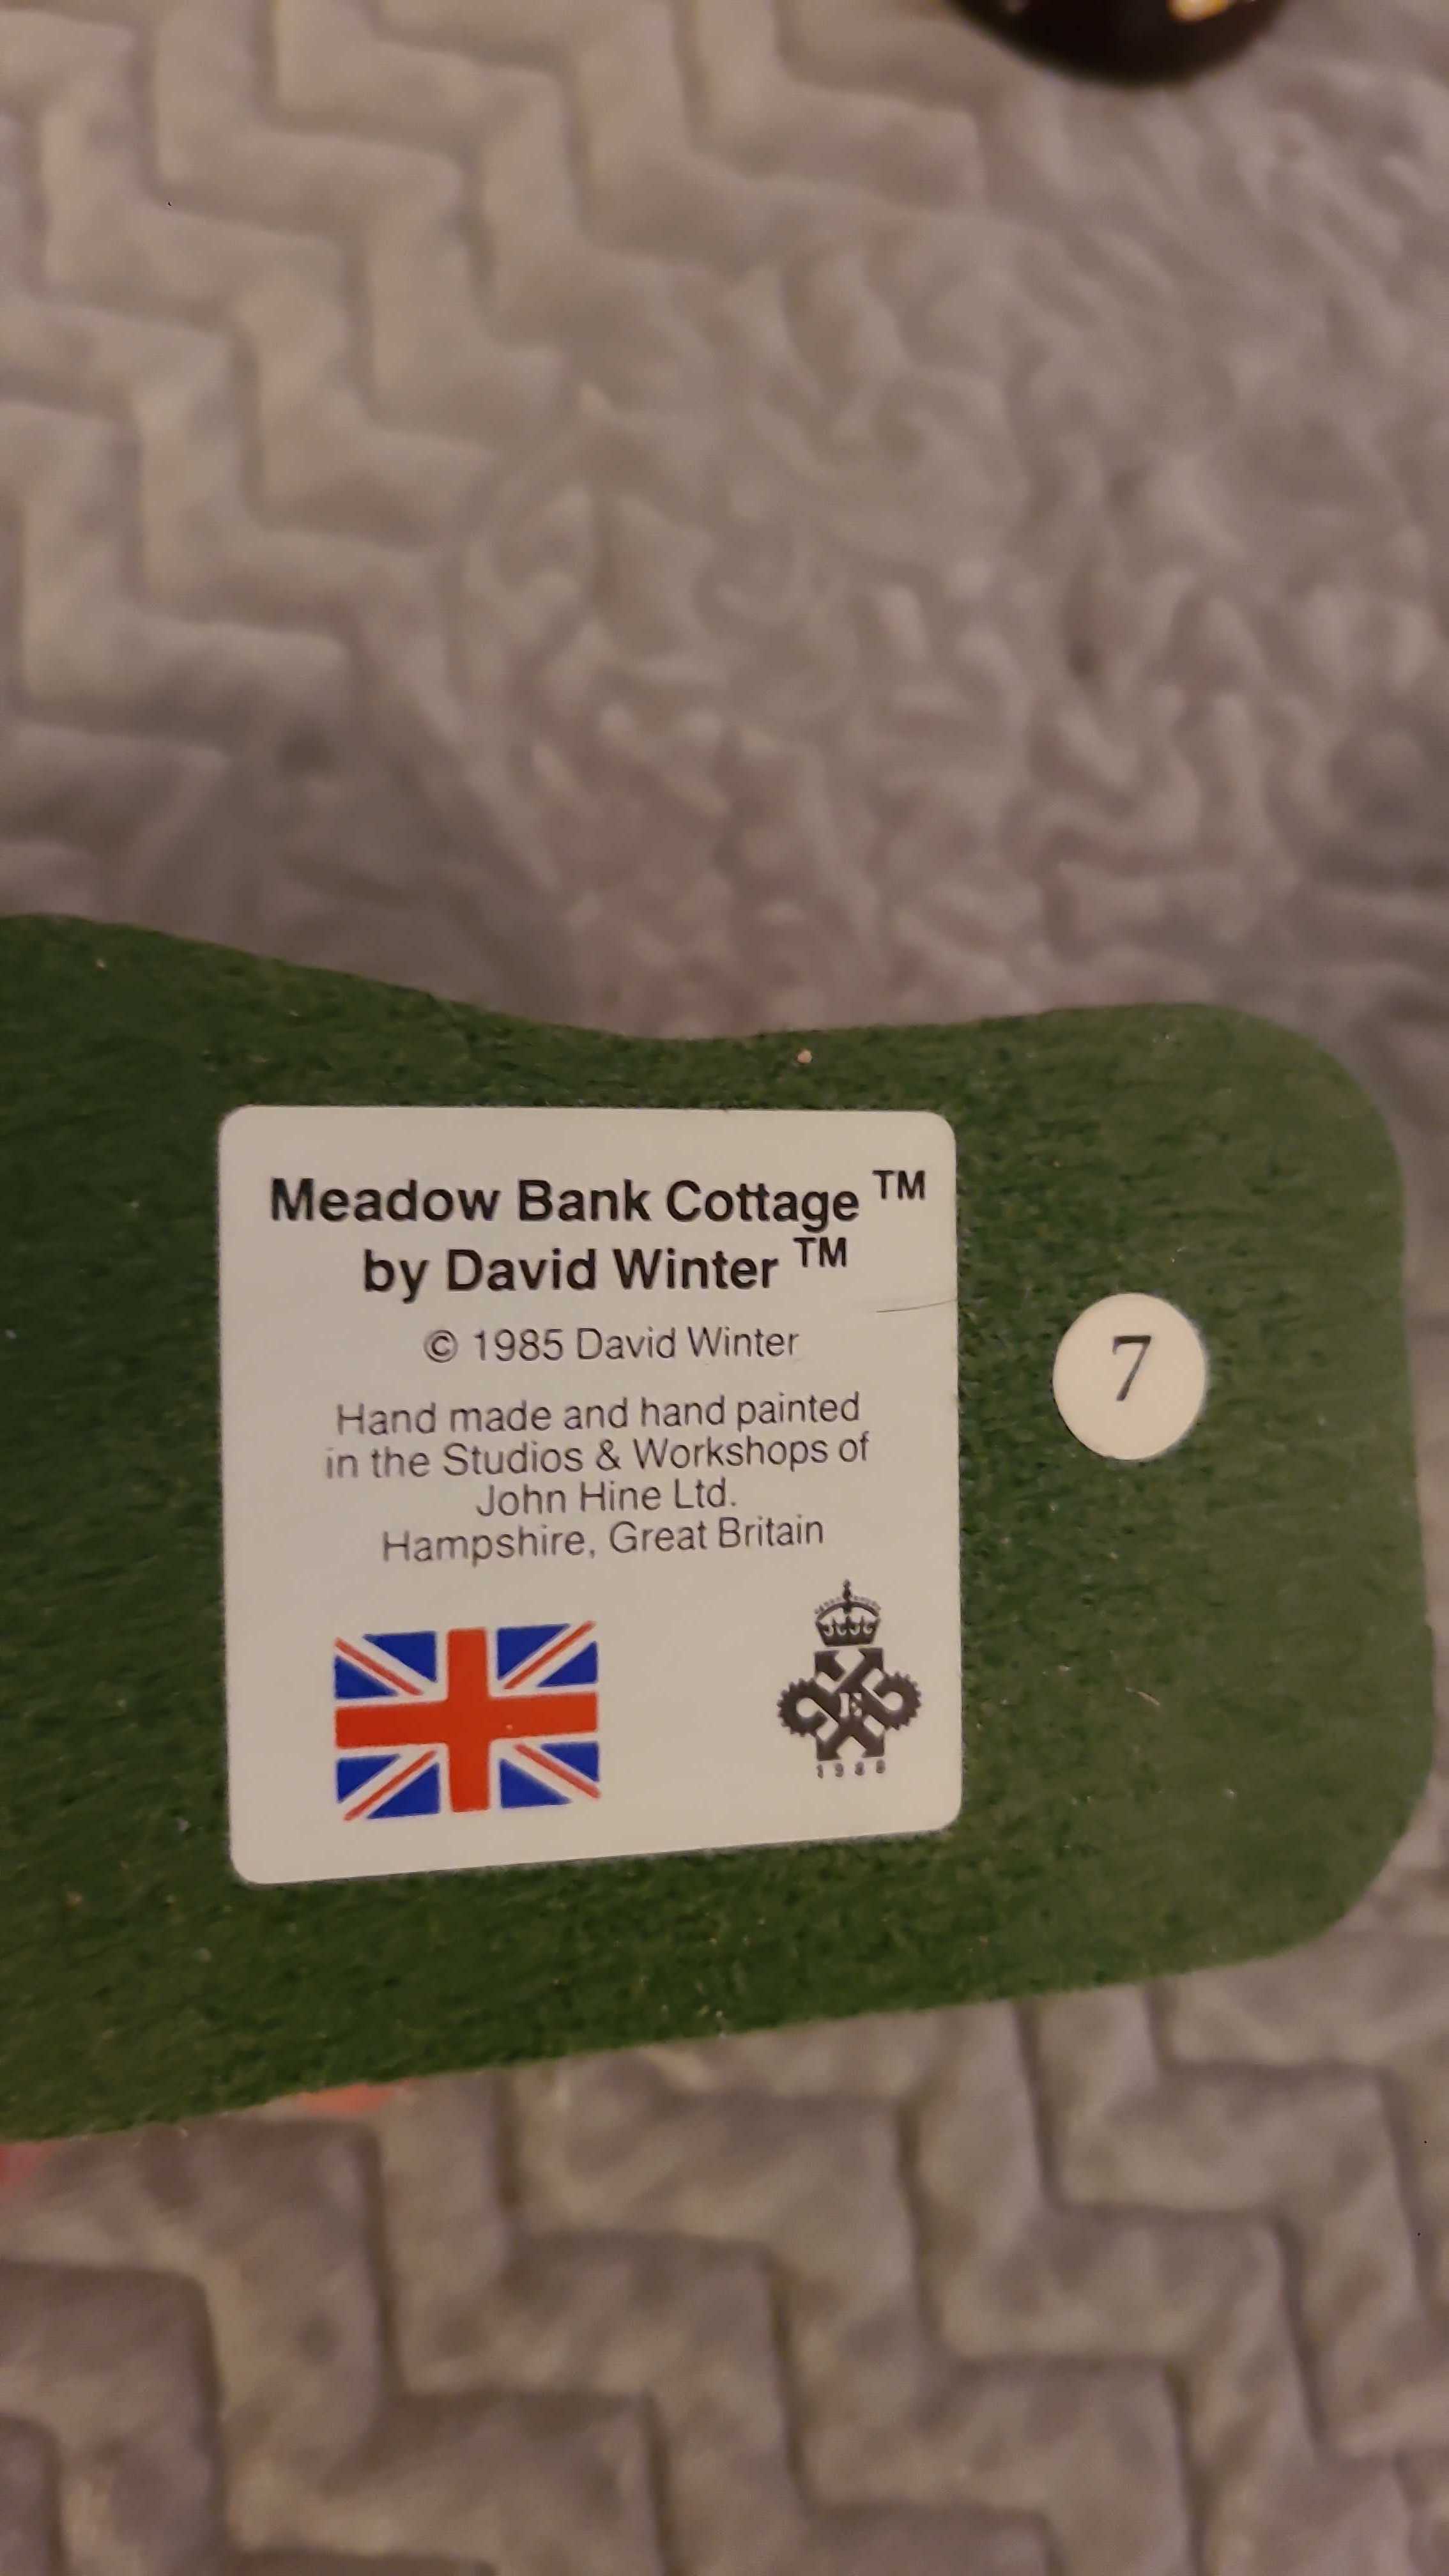 Meadow Bank Cottage ™
by David Winter ™
© 1985 David Winter
Hand made and hand painted
in the Studios & Workshops of
John Hine Ltd.
Hampshire, Great Britain
E
1988
7